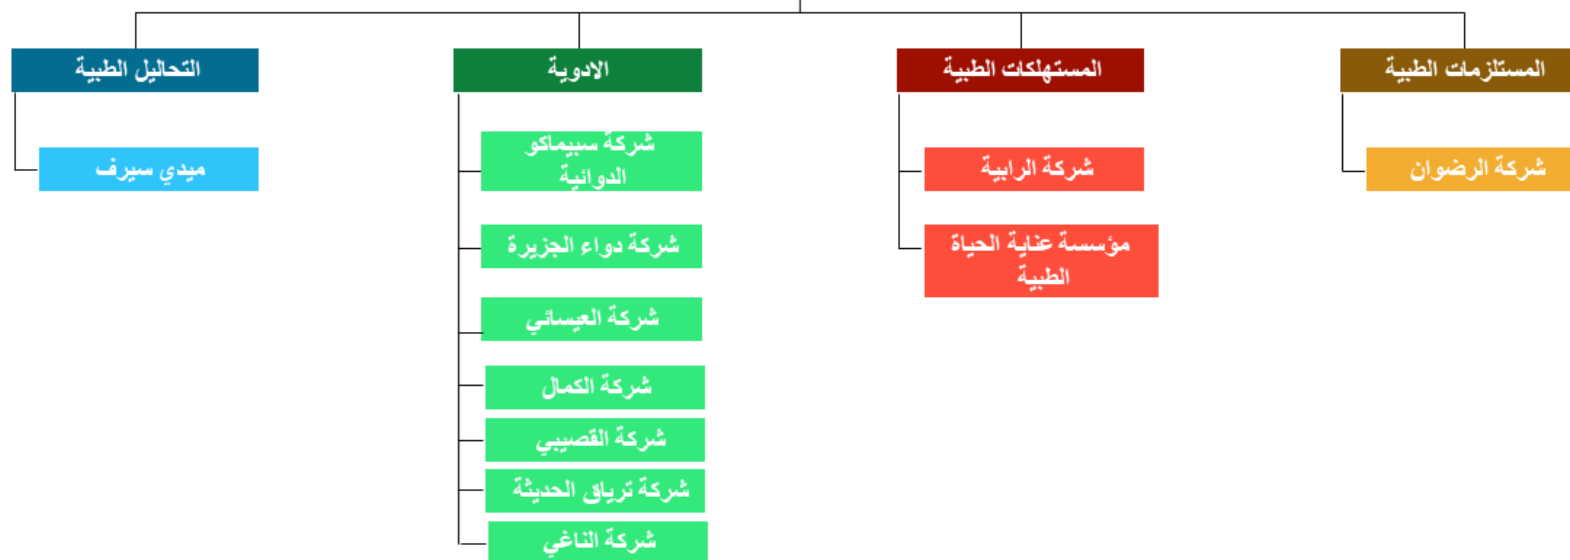 المستلزمات الطبية
المستهلكات الطبية
الادوية
التحاليل الطبية
شركة الرضوان
شركة الرابية
مؤسسة عناية الحياة
الطبية
شركة سبيماكو
الدوائية
شركة دواء الجزيرة
شركة العيسائي
شركة الكمال
شركة القصيبي
شركة ترياق الحديثة
شركة الناغي
ميدي سيرف